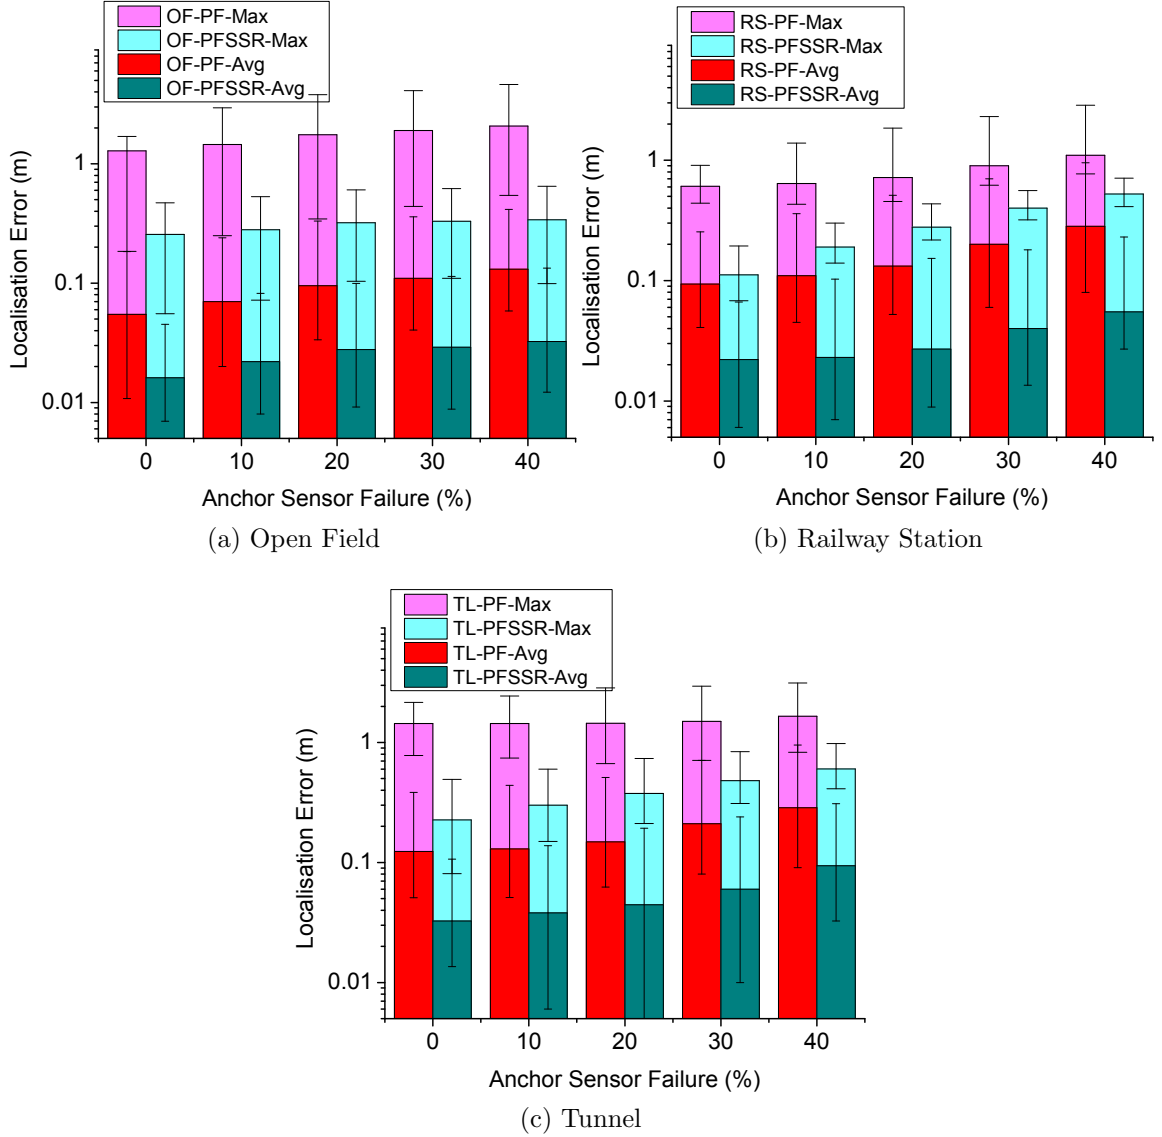 OF-PF-Max
OF-PFSSR-Max
OF-PF-Avg
OF-PFSSR-Avg
Localisation Error (m)
1
0.1
0.01
0 10 20 30 40
Anchor Sensor Failure (%)
(a) Open Field
RS-PF-Max
RS-PFSSR-Max
RS-PF-Avg
RS-PFSSR-Avg
Localisation Error (m)
1
0.1
0.01
0 10 20 30 40
Anchor Sensor Failure (%)
(b) Railway Station
TL-PF-Max
TL-PFSSR-Max
TL-PF-Avg
TL-PFSSR-Avg
Localisation Error (m)
1
0.1
0.01
0 10 20 30 40
Anchor Sensor Failure (%)
(c) Tunnel